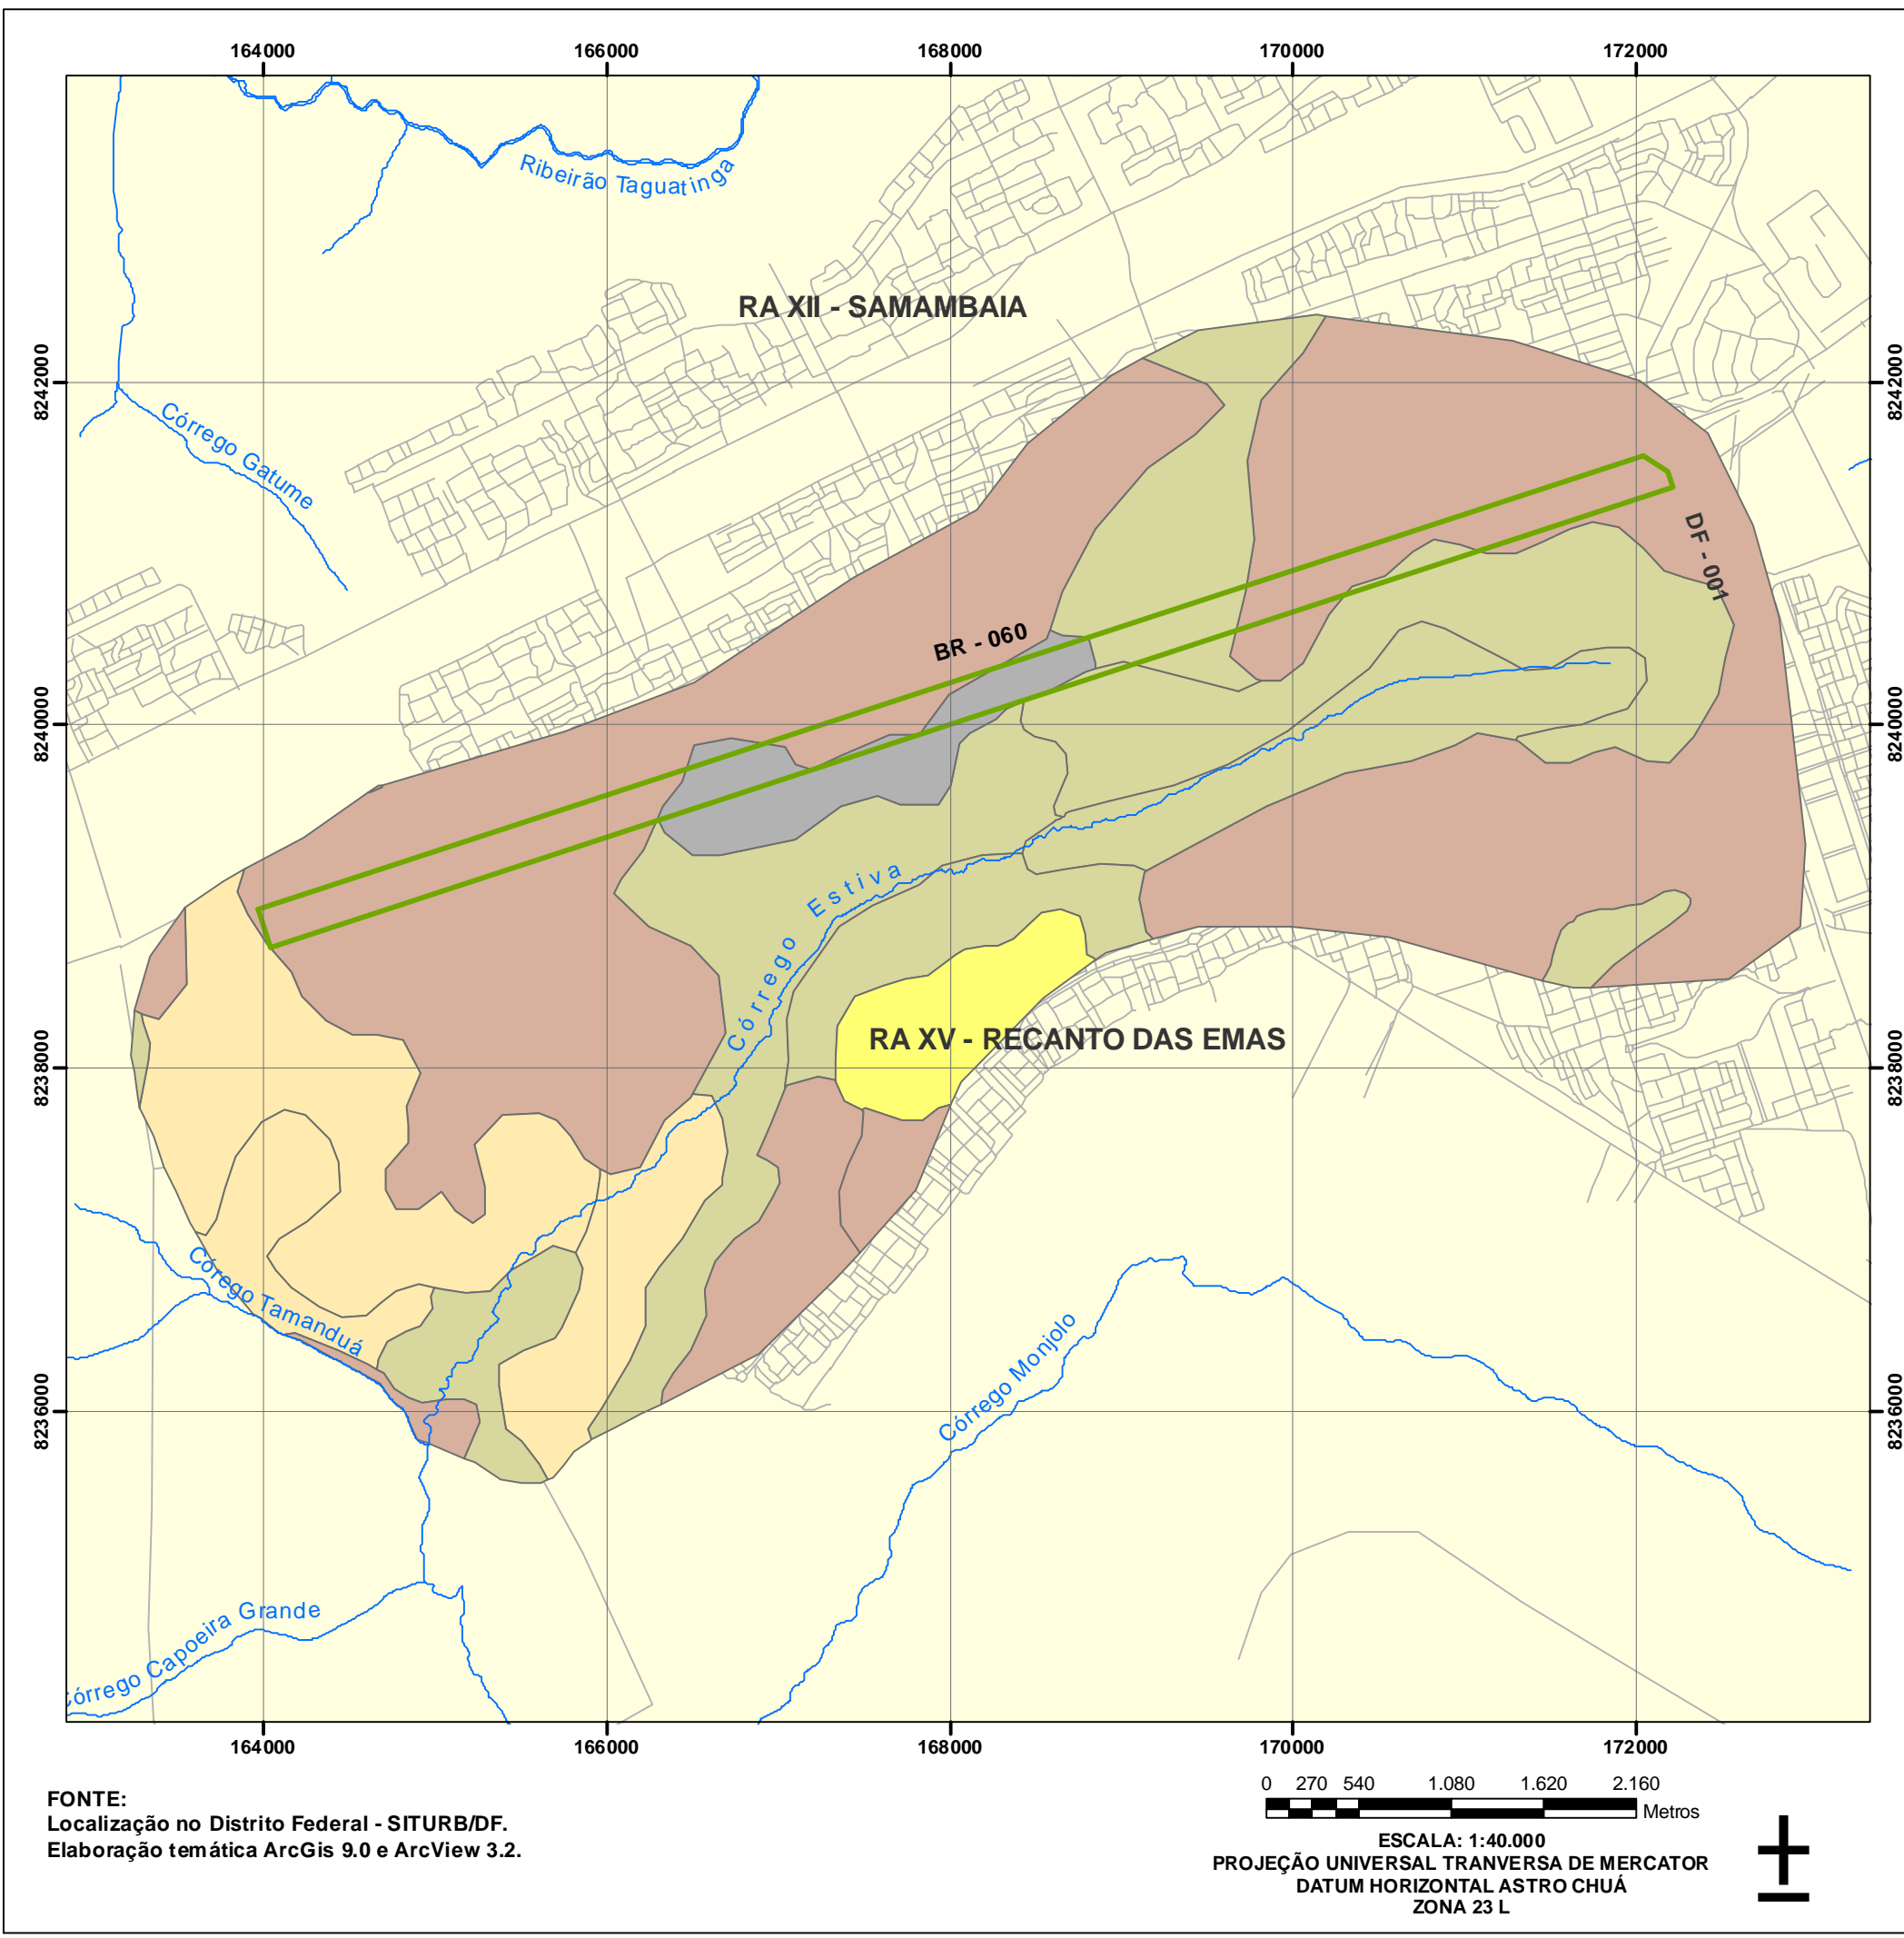 164000 166000 168000 170000 172000
Ribeirão Taguatinga
RA XII - SAMAMBAIA
8242000 8242000
Córrego Gatume
DF - 001
BR - 060
8240000 8240000
Córrego Estiva
RA XV - RECANTO DAS EMAS
8238000 8238000
Córego Tamanduá
Córrego Monjolo
8236000 8236000
Córrego Capoeira Grande
164000 166000 168000 170000 172000
FONTE:
Localização no Distrito Federal - SITURB/DF.
Elaboração temática ArcGis 9.0 e ArcView 3.2.
0 270 540 1.080 1.620 2.160
Metros
ESCALA: 1:40.000
PROJEÇÃO UNIVERSAL TRANVERSA DE MERCATOR
DATUM HORIZONTAL ASTRO CHUÁ
ZONA 23 L